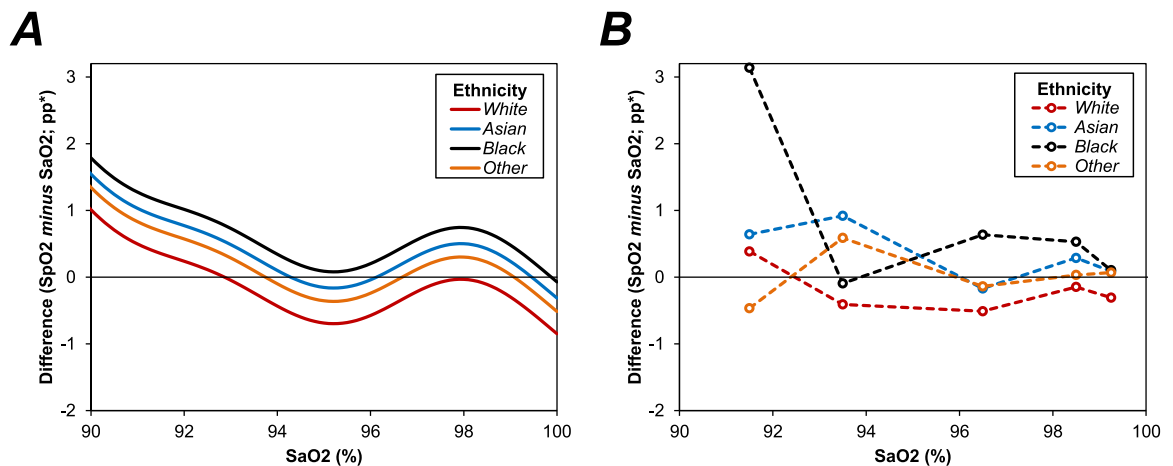 A
Difference (SpO2 minus SaO2; pp*)
3
2
1
0
-1
-2
90
92
94
96
98
100
SaO2 (%)
Ethnicity
White
Asian
Black
Other
B
Difference (SpO2 minus SaO2; pp*)
3
2
1
0
-1
-2
90
92
94
96
98
100
SaO2 (%)
Ethnicity
White
Asian
Black
Other